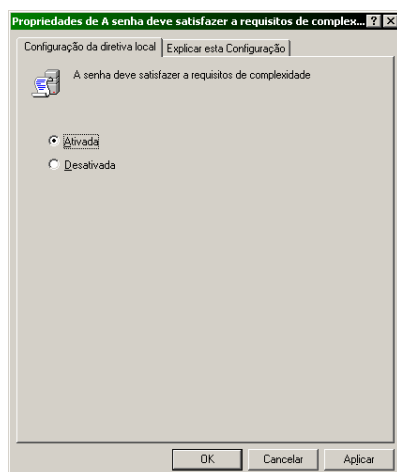 Propriedades de A senha deve satisfazer a requisitos de complex...
Configuração da diretiva local
Explicar esta Configuração
A senha deve satisfazer a requisitos de complexidade
Ativada
Desativada
OK
Cancelar
Aplicar